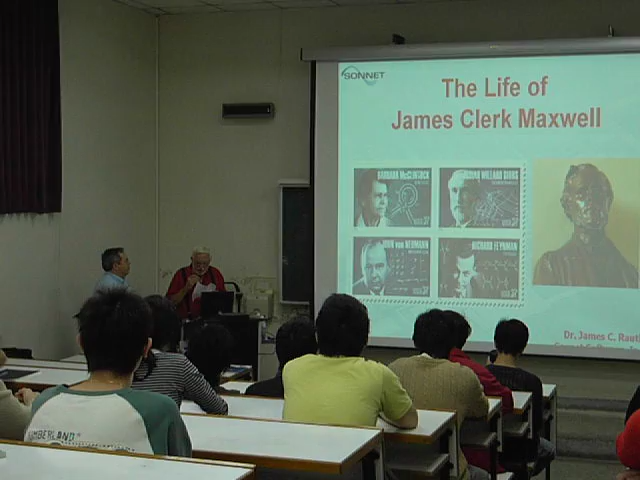 SONNET
The Life of
James Clerk Maxwell
BARBARA McCLINTOCK
JOSIAH WILLARD GIBBS
JOHN VON NEUMANN
RICHARD FEYNMAN
Dr. James C. Rauti